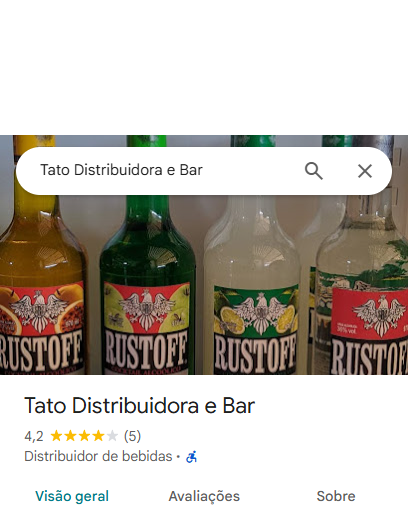 Tato Distribuidora e Bar
RUSTOFF RUSTOFF RUSTOFF RUSTOFF
Tato Distribuidora e Bar
4,2 (5)
Distribuidor de bebidas ·
Visão geral Avaliações Sobre